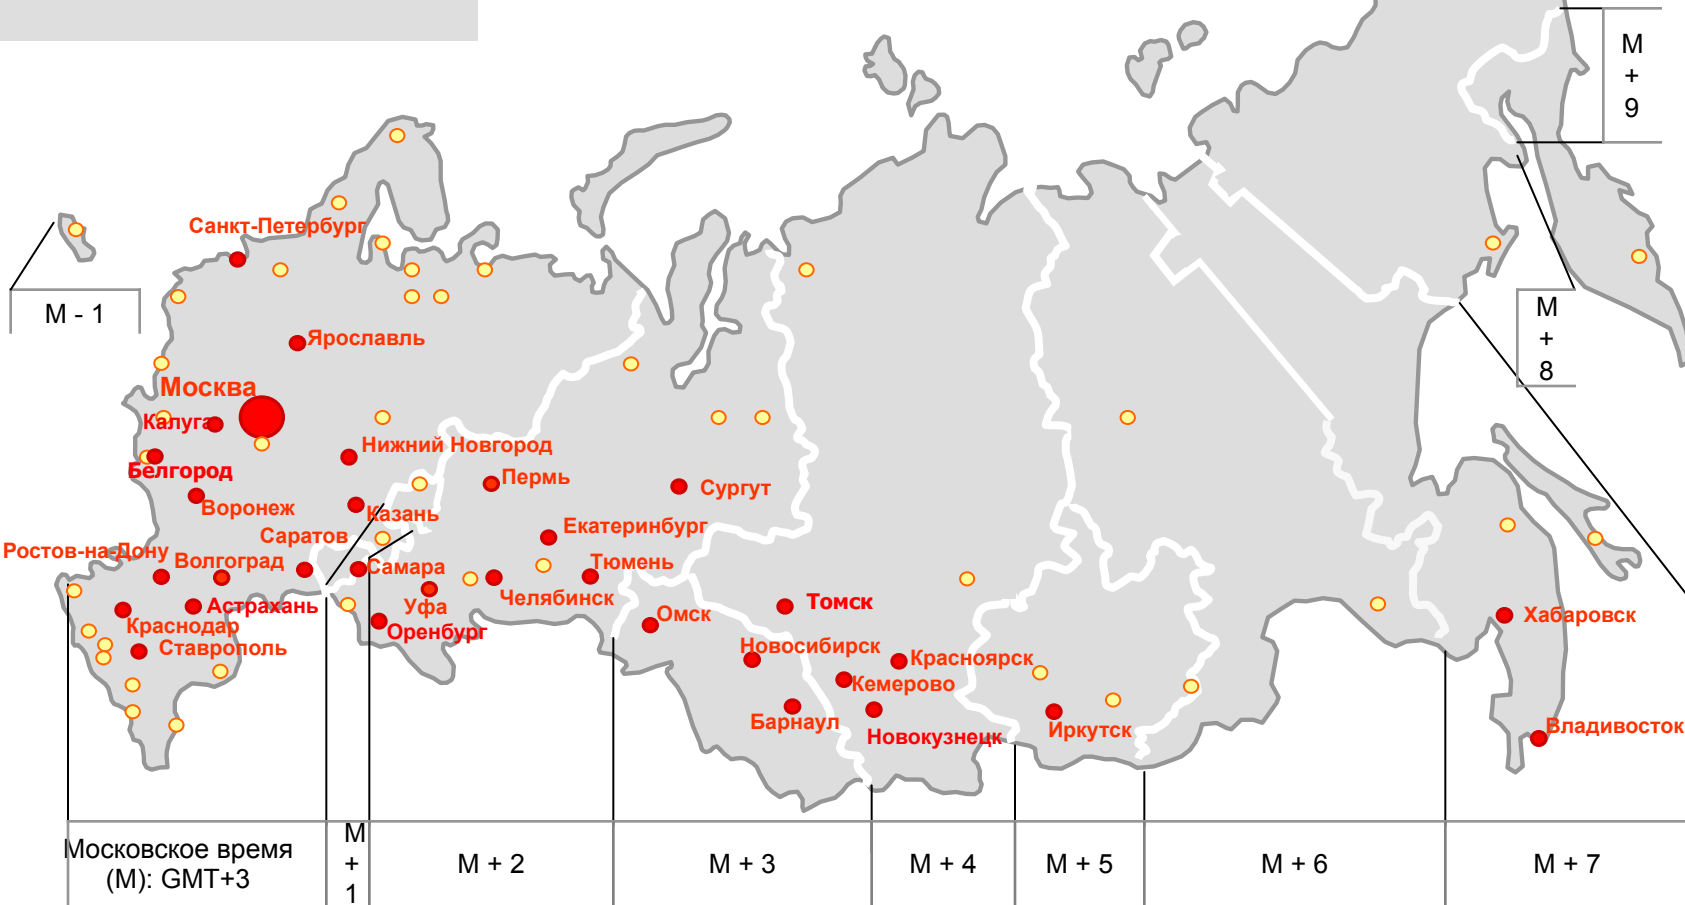 М
+
9
Санкт-Петербург
М - 1
М
+
8
Ярославль
Москва
Калуга
Нижний Новгород
Белгород
Пермь
Сургут
Воронеж
Казань
Саратов
Екатеринбург
Ростов-на-Дону
Волгоград
Самара
Тюмень
Челябинск
Астрахань
Уфа
Томск
Омск
Хабаровск
Краснодар
Оренбург
Ставрополь
Новосибирск
Красноярск
Кемерово
Барнаул
Новокузнецк
Иркутск
Владивосток
Московское время
(М): GMT+3
М
+
1
М + 2
М + 3
М + 4
М + 5
М + 6
М + 7